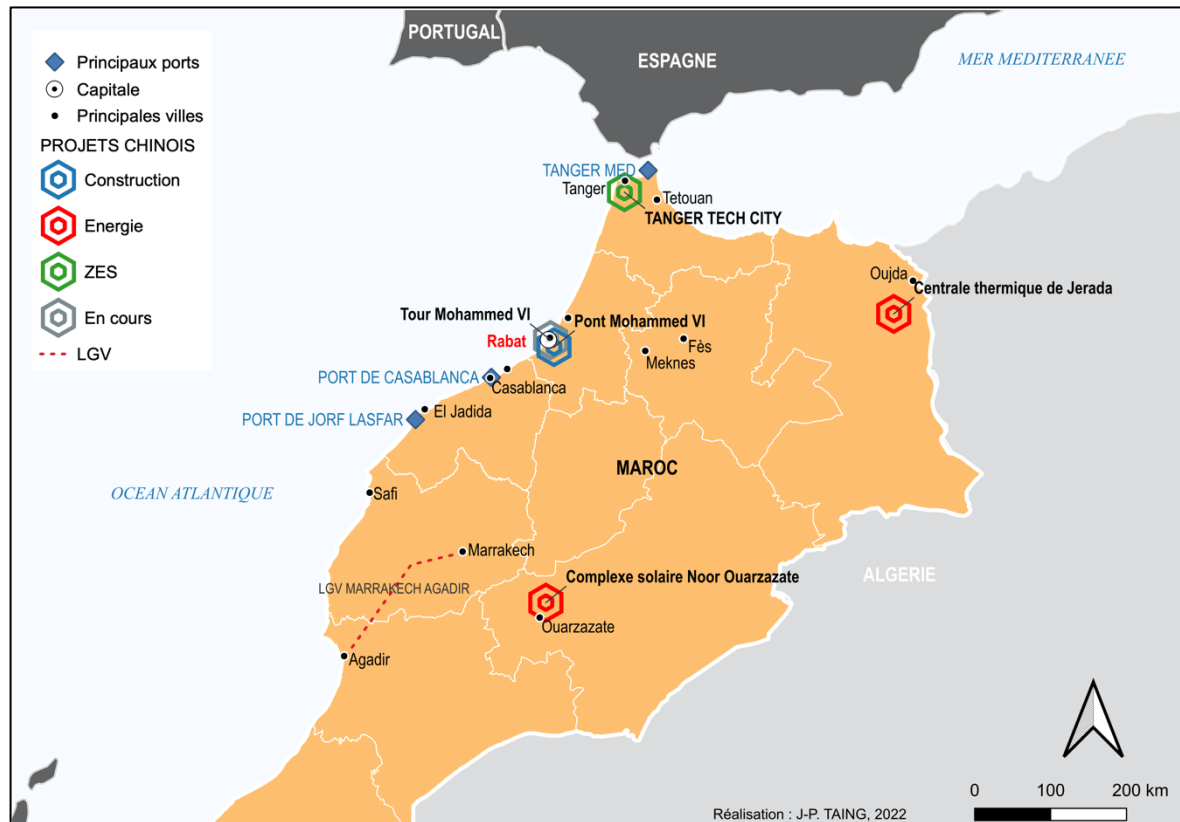 PORTUGAL
ESPAGNE
MER MEDITERRANEE
Principaux ports
Capitale
Principales villes
PROJETS CHINOIS
Construction
Energie
ZES
En cours
LGV
TANGER MED
Tanger
Tetouan
TANGER TECH CITY
Oujda
Centrale thermique de Jerada
Tour Mohammed VI
Pont Mohammed VI
Rabat
Fès
Meknes
PORT DE CASABLANCA
Casablanca
El Jadida
PORT DE JORF LASFAR
MAROC
OCEAN ATLANTIQUE
Safi
Marrakech
LGV MARRAKECH AGADIR
Complexe solaire Noor Ouarzazate
ALGERIE
Ouarzazate
Agadir
0 100 200 km
Réalisation : J-P. TAING, 2022